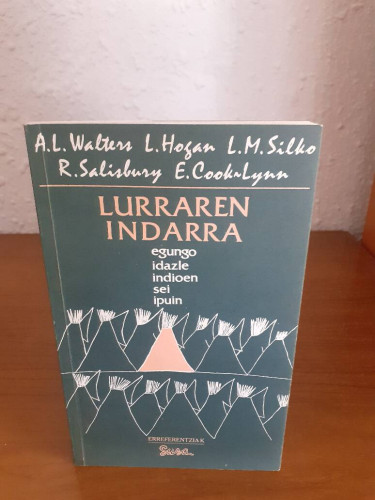 A.L. Walters L. Hogan L.M. Silko
R. Salisbury E. Cook-Lynn
LURRAREN
INDARRA
egungo
idazle
indioen
sei
ipuin
ERREFERENTZIAK
Susa